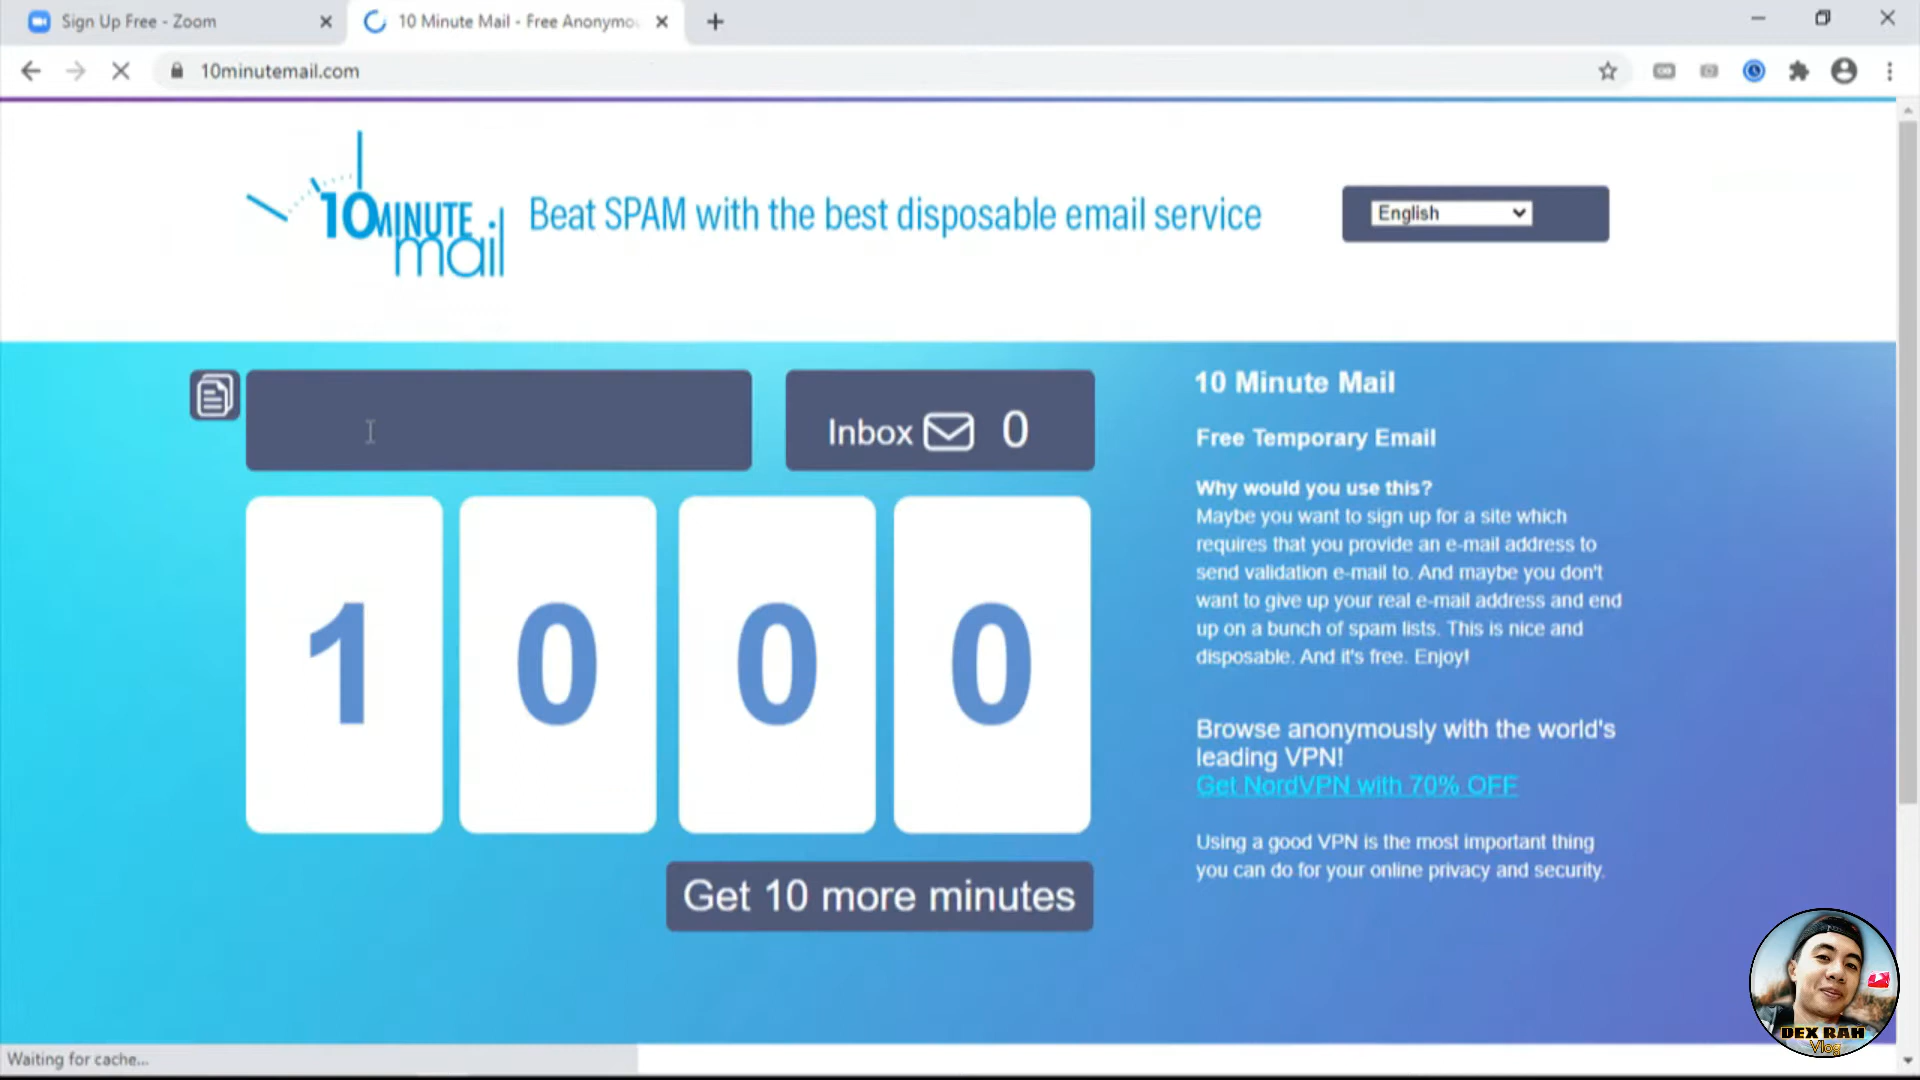 Sign Up Free - Zoom
10 Minute Mail - Free Anonymo
10minutemail.com
10MINUTE
mail
Beat SPAM with the best disposable email service
English
Inbox 0
1 0 0 0
Get 10 more minutes
10 Minute Mail
Free Temporary Email
Why would you use this?
Maybe you want to sign up for a site which
requires that you provide an e-mail address to
send validation e-mail to. And maybe you don't
want to give up your real e-mail address and end
up on a bunch of spam lists. This is nice and
disposable. And it's free. Enjoy!
Browse anonymously with the world's
leading VPN!
Get NordVPN with 70% OFF
Using a good VPN is the most important thing
you can do for your online privacy and security.
DEX RAH
Vlog
Waiting for cache...